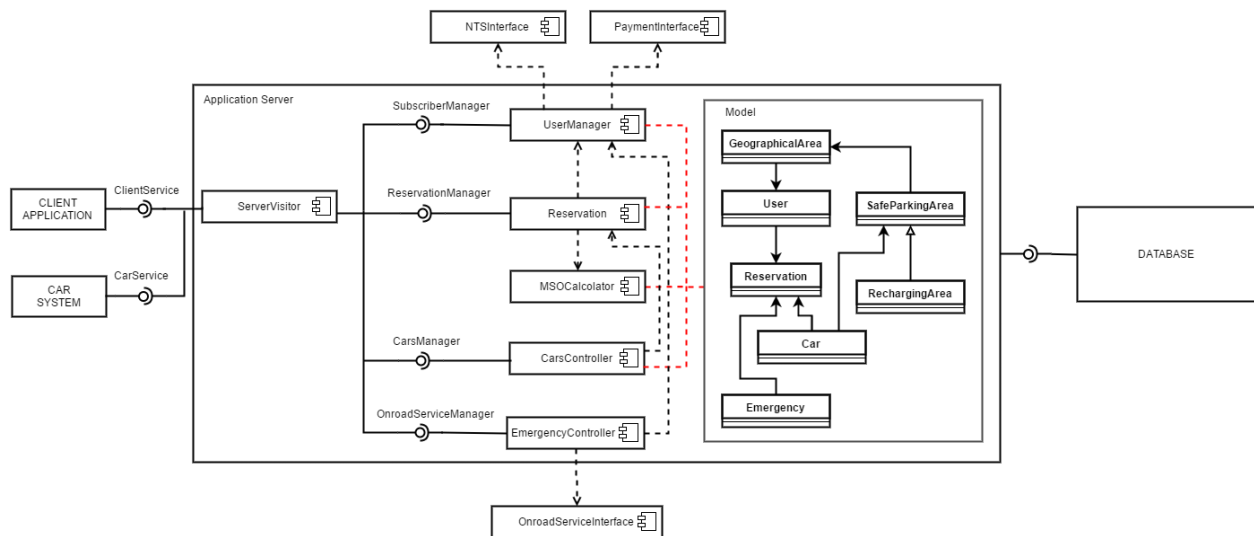 NTSInterface
PaymentInterface
Application Server
SubscriberManager
UserManager
Model
GeographicalArea
ClientService
CLIENT
APPLICATION
ServerVisitor
ReservationManager
Reservation
User
SafeParkingArea
DATABASE
CarService
CAR
SYSTEM
MSOCalcolator
Reservation
RechargingArea
CarsManager
CarsController
Car
OnroadServiceManager
EmergencyController
Emergency
OnroadServiceInterface